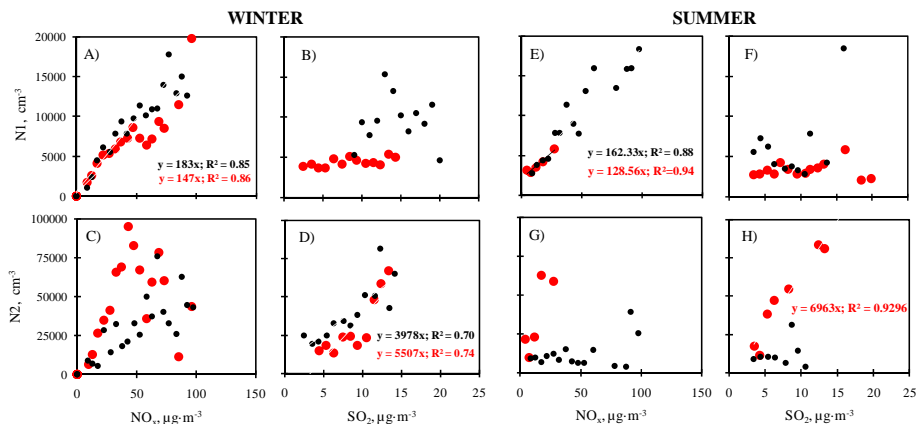 WINTER
SUMMER
20000
15000
10000
5000
0
N1, cm-3
A)
y = 183x; R2 = 0.85
y = 147x; R2 = 0.86
B)
E)
y = 162.33x; R2 = 0.88
y = 128.56x; R2=0.94
F)
100000
75000
50000
25000
0
N2, cm-3
C)
D)
y = 3978x; R2 = 0.70
y = 5507x; R2 = 0.74
G)
H)
y = 6963x; R2 = 0.9296
0 50 100 150
NOx, µg·m-3
0 5 10 15 20 25
SO2, µg·m-3
0 50 100 150
NOx, µg·m-3
0 5 10 15 20 25
SO2, µg·m-3